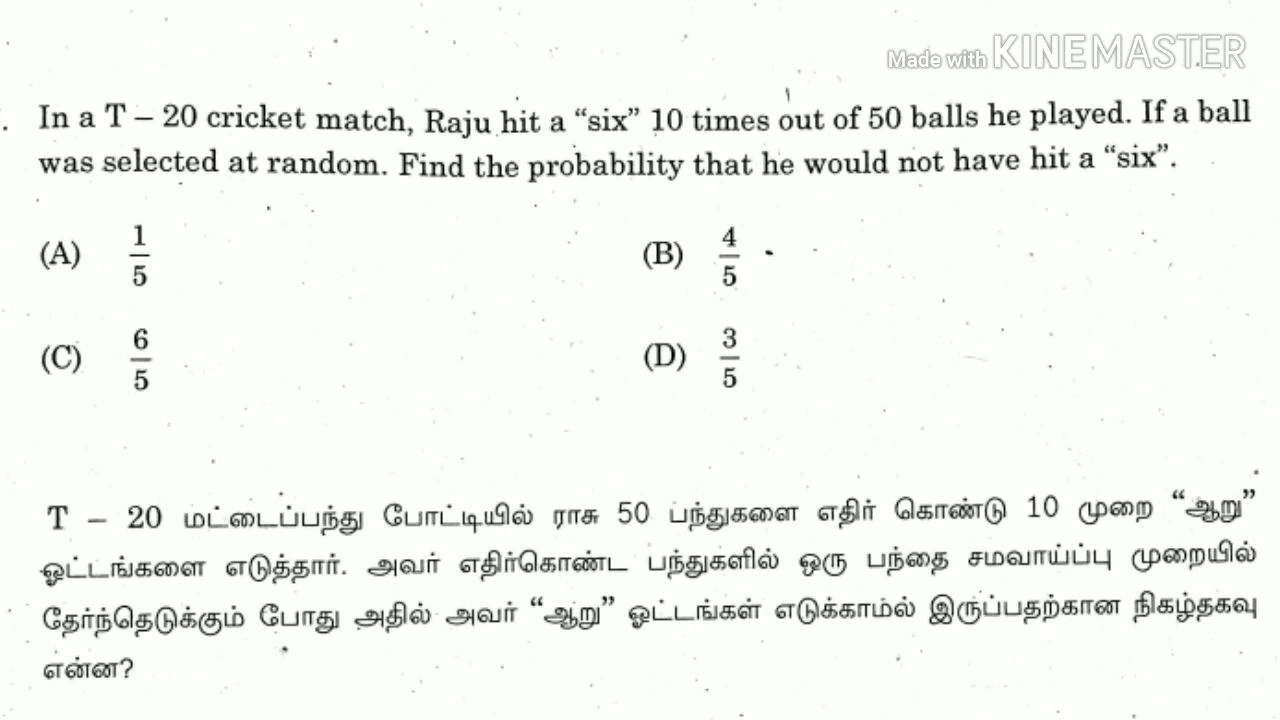 Made with KINEMASTER
. In a T – 20 cricket match, Raju hit a “six” 10 times out of 50 balls he played. If a ball
was selected at random. Find the probability that he would not have hit a “six”.
(A) 1/5 (B) 4/5
(C) 6/5 (D) 3/5
T – 20 மட்டைப்பந்து போட்டியில் ராசு 50 பந்துகளை எதிர் கொண்டு 10 முறை “ஆறு”
ஓட்டங்களை எடுத்தார். அவர் எதிர்கொண்ட பந்துகளில் ஒரு பந்தை சமவாய்ப்பு முறையில்
தேர்ந்தெடுக்கும் போது அதில் அவர் “ஆறு” ஓட்டங்கள் எடுக்காமல் இருப்பதற்கான நிகழ்தகவு
என்ன?